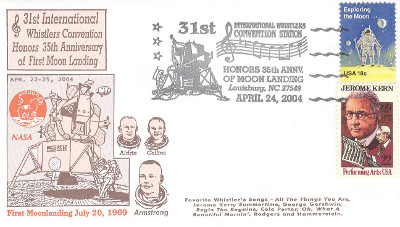 31st International
Whistlers Convention
Honors 35th Anniversary
of First Moon Landing
APR. 22-25, 2004
NASA
Aldrin
Collins
Armstrong
First Moonlanding July 20, 1969
31st
INTERNATIONAL WHISTLERS
CONVENTION STATION
HONORS 35th ANNV.
OF MOON LANDING
Louisburg, NC 27549
APRIL 24, 2004
Exploring
the Moon
USA 18c
JEROME KERN
22
Performing Arts USA
Favorite Whistler's Songs - All The Things You Are,
Jerome Kern; Summertime, George Gershwin;
Begin The Beguine, Cole Porter; Oh, What A
Beautiful Mornin', Rodgers and Hammerstein.